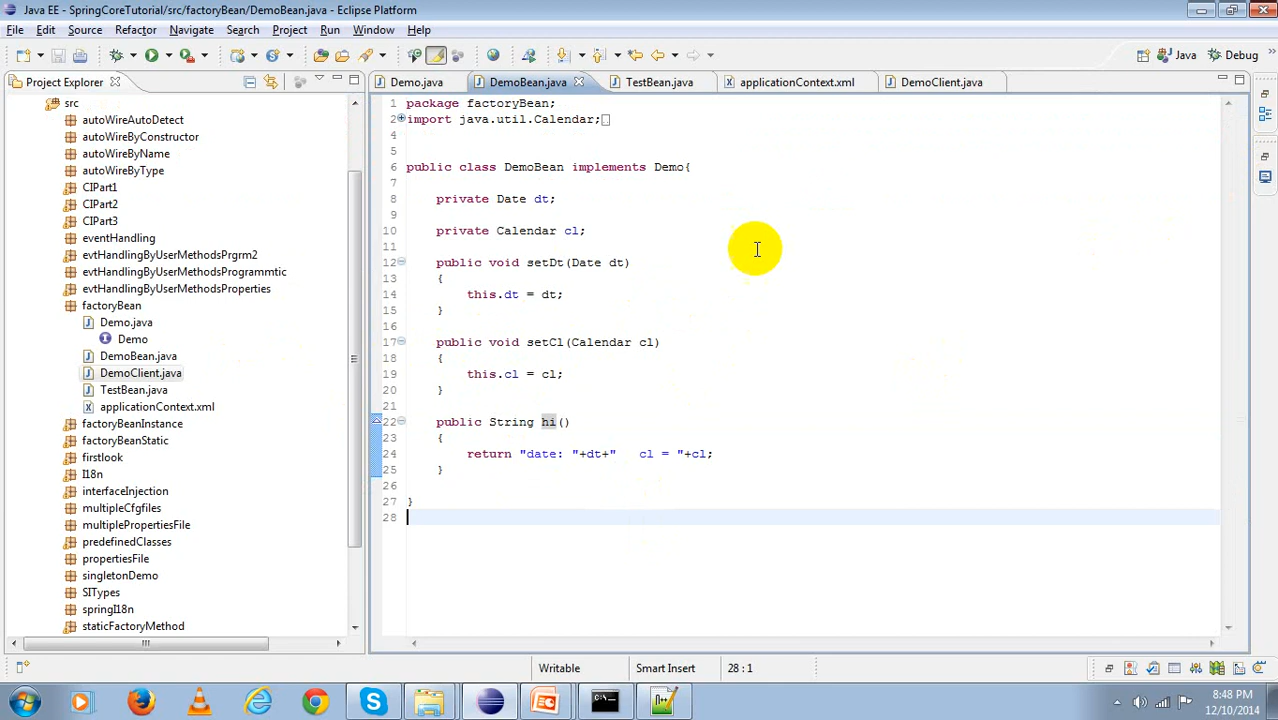 Java EE - SpringCoreTutorial/src/factoryBean/DemoBean.java - Eclipse Platform
File Edit Source Refactor Navigate Search Project Run Window Help
Java Debug
Project Explorer
src
autoWireAutoDetect
autoWireByConstructor
autoWireByName
autoWireByType
CIPart1
CIPart2
CIPart3
eventHandling
evtHandlingByUserMethodsPrgrm2
evtHandlingByUserMethodsProgrammtic
evtHandlingByUserMethodsProperties
factoryBean
Demo.java
Demo
DemoBean.java
DemoClient.java
TestBean.java
applicationContext.xml
factoryBeanInstance
factoryBeanStatic
firstlook
I18n
interfaceInjection
multipleCfgfiles
multiplePropertiesFile
predefinedClasses
propertiesFile
singletonDemo
SITypes
springI18n
staticFactoryMethod
Demo.java DemoBean.java TestBean.java applicationContext.xml DemoClient.java
1 package factoryBean;
2 import java.util.Calendar;
4
5
6 public class DemoBean implements Demo{
7
8 private Date dt;
9
10 private Calendar cl;
11
12 public void setDt(Date dt)
13 {
14 this.dt = dt;
15 }
16
17 public void setCl(Calendar cl)
18 {
19 this.cl = cl;
20 }
21
22 public String hi()
23 {
24 return "date: "+dt+" cl = "+cl;
25 }
26
27 }
28
Writable Smart Insert 28 : 1
8:48 PM
12/10/2014